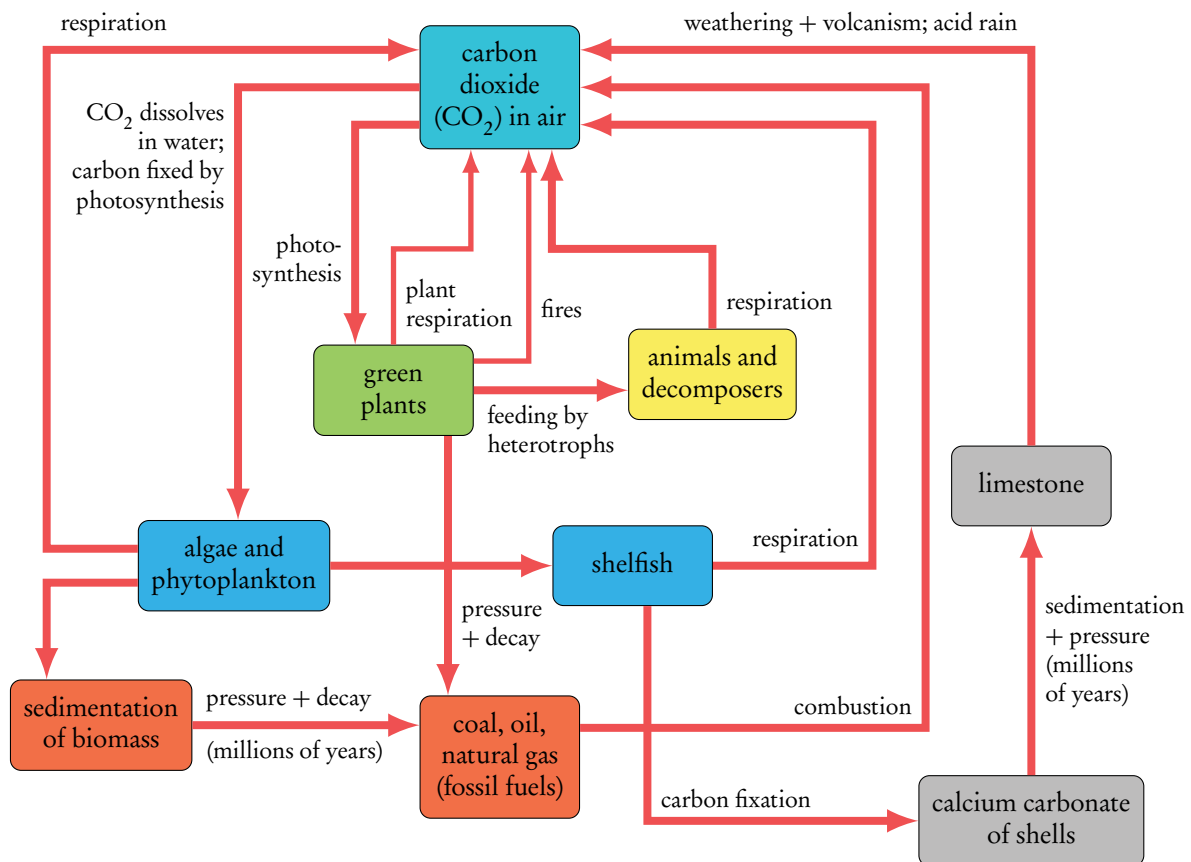 respiration
weathering + volcanism; acid rain
carbon
dioxide
(CO₂) in air
CO₂ dissolves
in water;
carbon fixed by
photosynthesis
photo-
synthesis
plant
respiration
fires
respiration
green
plants
animals and
decomposers
feeding by
heterotrophs
limestone
algae and
phytoplankton
shelfish
respiration
pressure
+ decay
sedimentation
+ pressure
(millions
of years)
sedimentation
of biomass
pressure + decay
(millions of years)
coal, oil,
natural gas
(fossil fuels)
combustion
carbon fixation
calcium carbonate
of shells